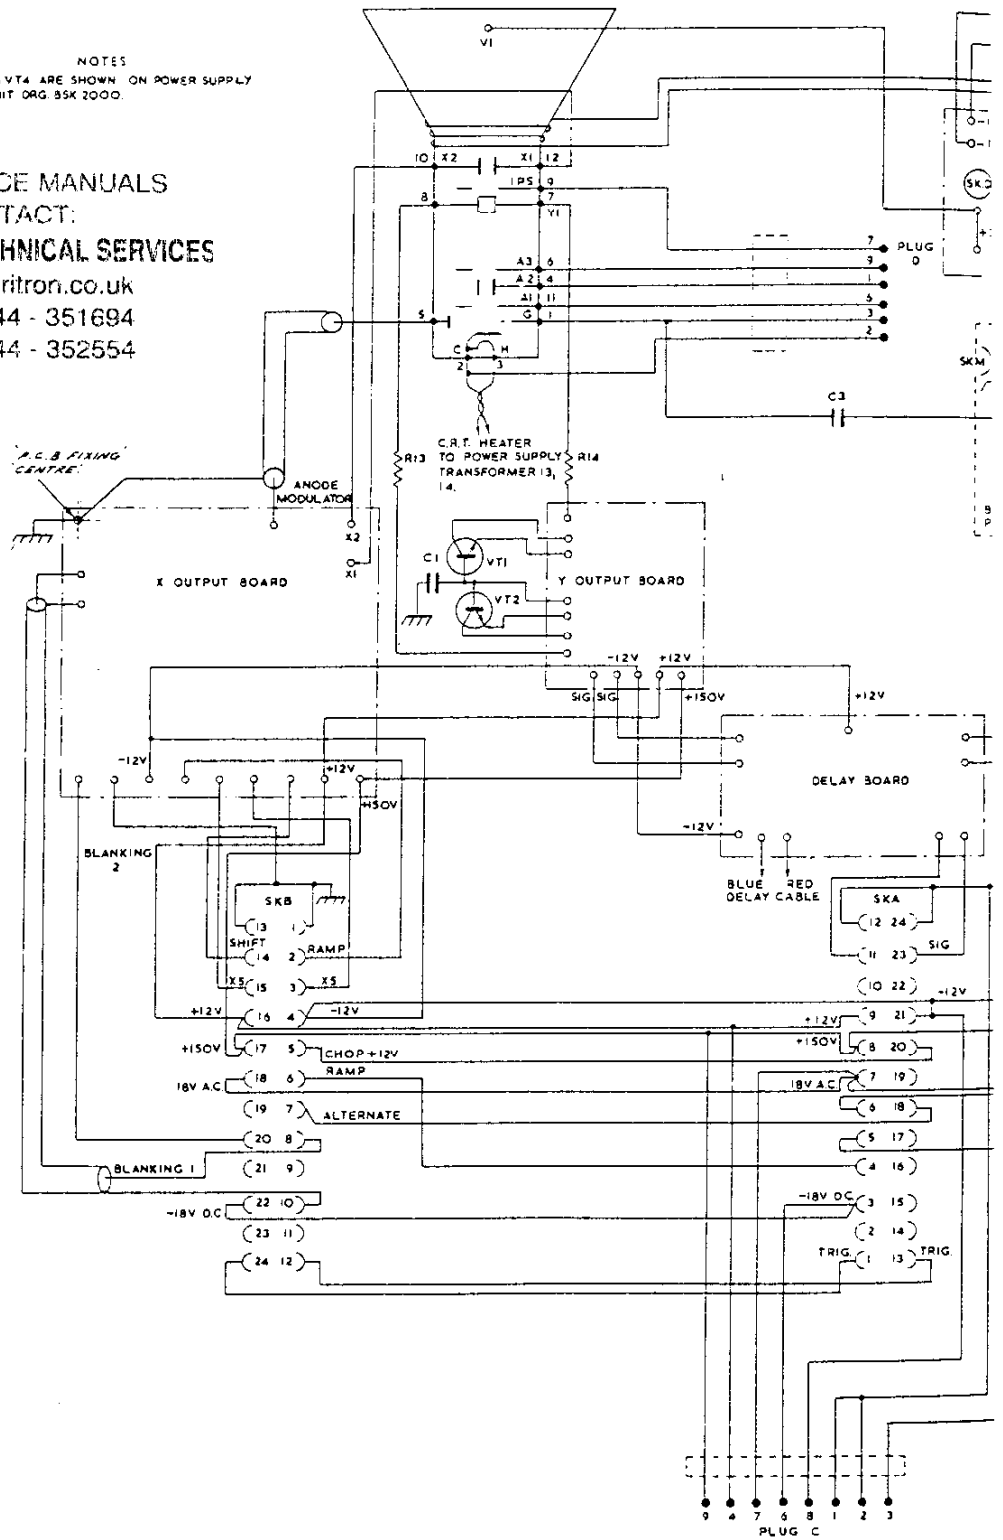 NOTES
VT4 ARE SHOWN ON POWER SUPPLY
IT DRG. BSK 2000.
CE MANUALS
TACT:
HNICAL SERVICES
ritron.co.uk
44 - 351694
44 - 352554
V1
10 X2 X1 12
1PS 9
8 7
Y1
A3 6
A2 4
A1 11
5 G 1
C H
2 3
7
9
1
5
3
2
PLUG
D
SKD
SKM
C3
'P.C.B FIXING
CENTRE'
ANODE
MODULATOR
R13
C.R.T. HEATER
TO POWER SUPPLY
TRANSFORMER 13,
14.
R14
X2
X1
X OUTPUT BOARD
C1
VT1
VT2
Y OUTPUT BOARD
-12V +12V
SIG SIG +150V
+12V
-12V +12V
+150V
DELAY BOARD
-12V
BLANKING
2
BLUE RED
DELAY CABLE
SKB
13 1
SHIFT
14 2 RAMP
X5 15 3 X5
+12V 16 4 -12V
+150V 17 5 CHOP +12V
18V A.C. 18 6 RAMP
19 7 ALTERNATE
20 8
BLANKING 1 21 9
-18V D.C. 22 10
23 11
24 12
SKA
12 24
11 23 SIG
10 22
-12V
+12V 9 21
+150V 8 20
18V A.C. 7 19
6 18
5 17
4 16
-18V D.C. 3 15
2 14
TRIG. 1 13 TRIG.
9 4 7 6 8 1 2 3
PLUG C